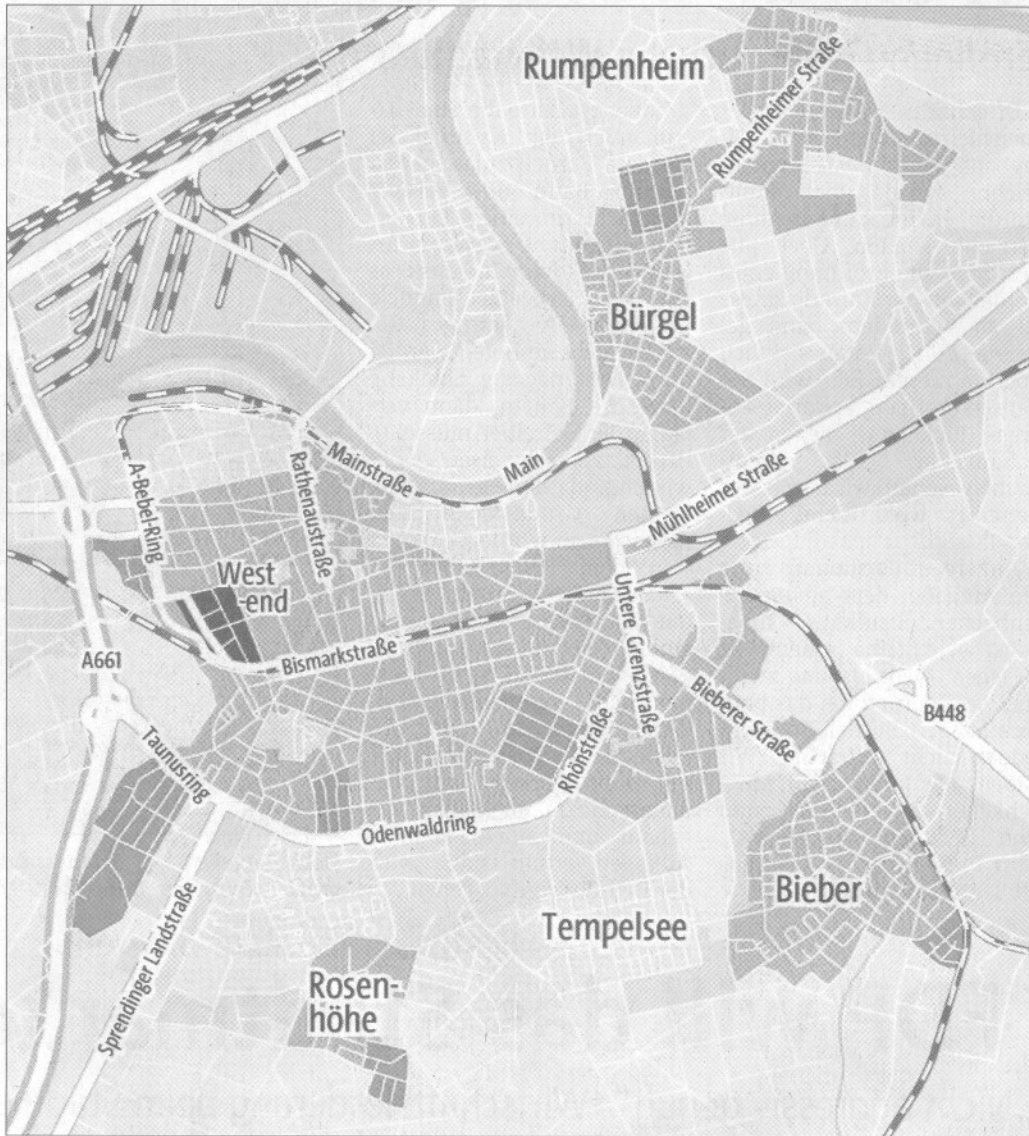 Rumpenheim
Rumpenheimer Straße
Bürgel
Main
Mainstraße
Rathenaustraße
A-Bebel-Ring
Mühlheimer Straße
West
-end
Untere Grenzstraße
Bismarkstraße
A661
Bieberer Straße
B448
Taunusring
Rhönstraße
Odenwaldring
Bieber
Tempelsee
Sprendlinger Landstraße
Rosen-
höhe